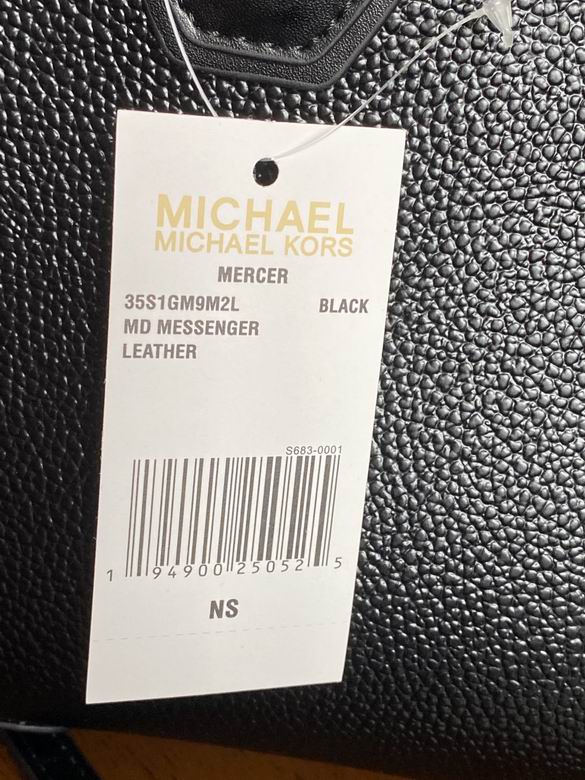 MICHAEL
MICHAEL KORS
MERCER
35S1GM9M2L BLACK
MD MESSENGER
LEATHER
S683-0001
1 94900 25052 5
NS